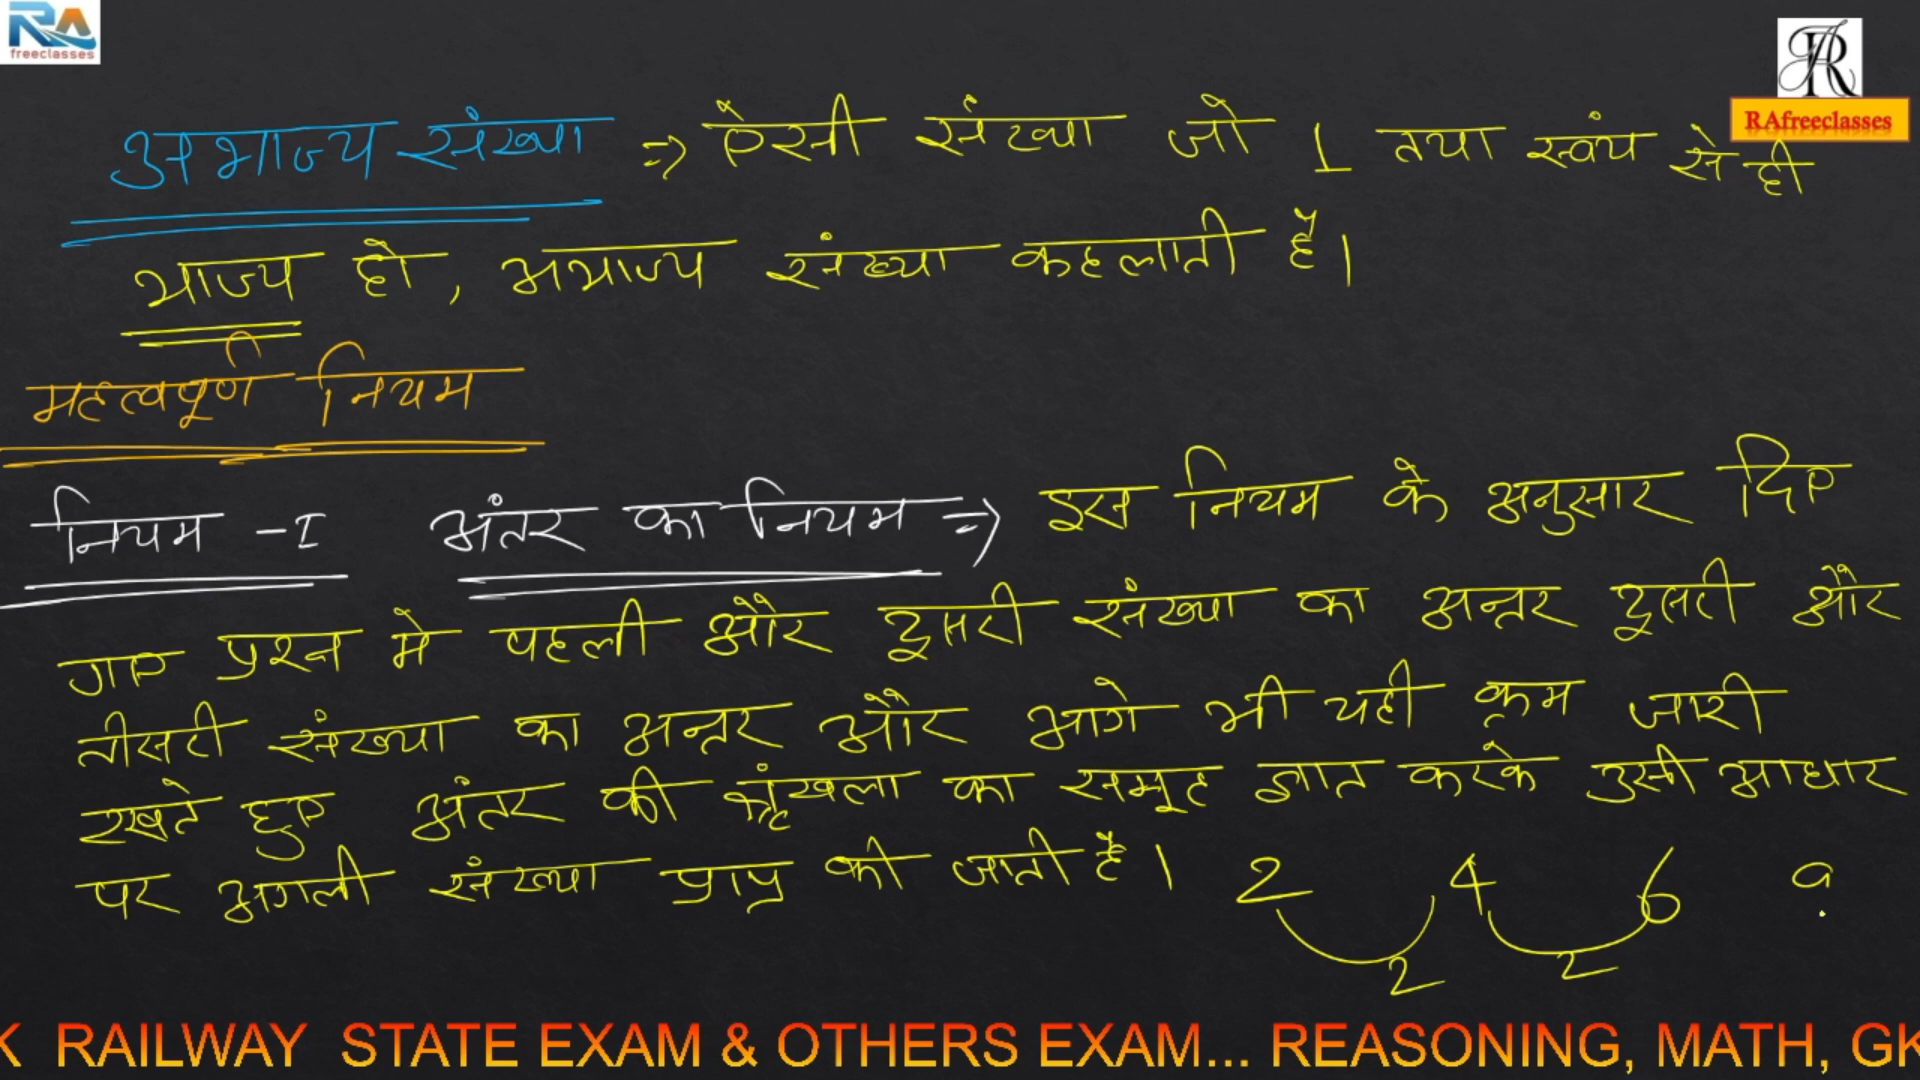 RA
freeclasses
AR
RAfreeclasses
अभाज्य संख्या => ऐसी संख्या जो 1 तथा स्वंय से ही
भाज्य हो, अभाज्य संख्या कहलाती है।
महत्वपूर्ण नियम
नियम -I अंतर का नियम => इस नियम के अनुसार दिए
गए प्रश्न मे पहली और दुसरी संख्या का अन्तर दूसरी और
तीसरी संख्या का अन्तर और आगे भी यही क्रम जारी
रखते हुए अंतर की श्रृंखला का समूह ज्ञात करके उसी आधार
पर अगली संख्या प्राप्त की जाती है। 2 4 6 ?
2 2
K RAILWAY STATE EXAM & OTHERS EXAM... REASONING, MATH, GK